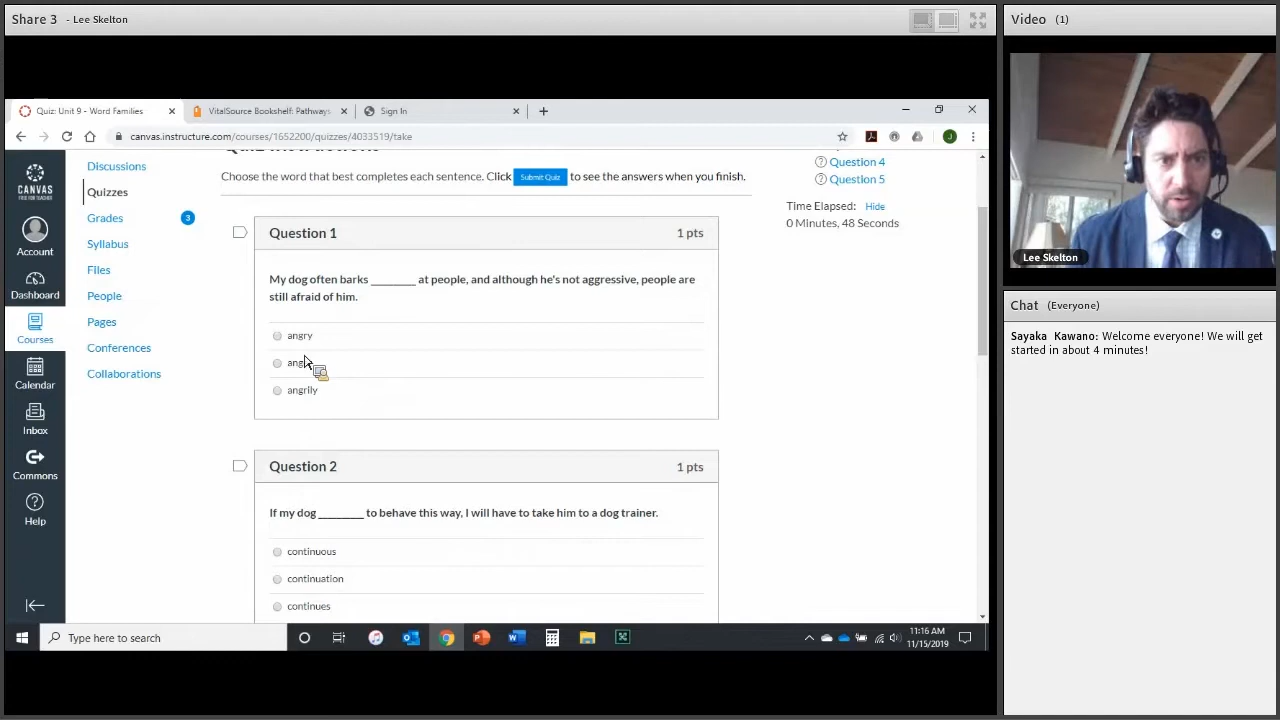 Share 3 - Lee Skelton
Video (1)
Quiz: Unit 9 - Word Families
VitalSource Bookshelf: Pathways
Sign In
canvas.instructure.com/courses/1652200/quizzes/4033519/take
J
CANVAS
FREE FOR TEACHER
Account
Dashboard
Courses
Calendar
Inbox
Commons
Help
Discussions
Quizzes
Grades
3
Syllabus
Files
People
Pages
Conferences
Collaborations
Quiz Instructions
Choose the word that best completes each sentence. Click Submit Quiz to see the answers when you finish.
Question 1
1 pts
My dog often barks ________ at people, and although he's not aggressive, people are
still afraid of him.
angry
angrily
Question 2
1 pts
If my dog ________ to behave this way, I will have to take him to a dog trainer.
continuous
continuation
continues
Question 4
Question 5
Time Elapsed: Hide
0 Minutes, 48 Seconds
Lee Skelton
Chat (Everyone)
Sayaka Kawano: Welcome everyone! We will get
started in about 4 minutes!
Type here to search
11:16 AM
11/15/2019